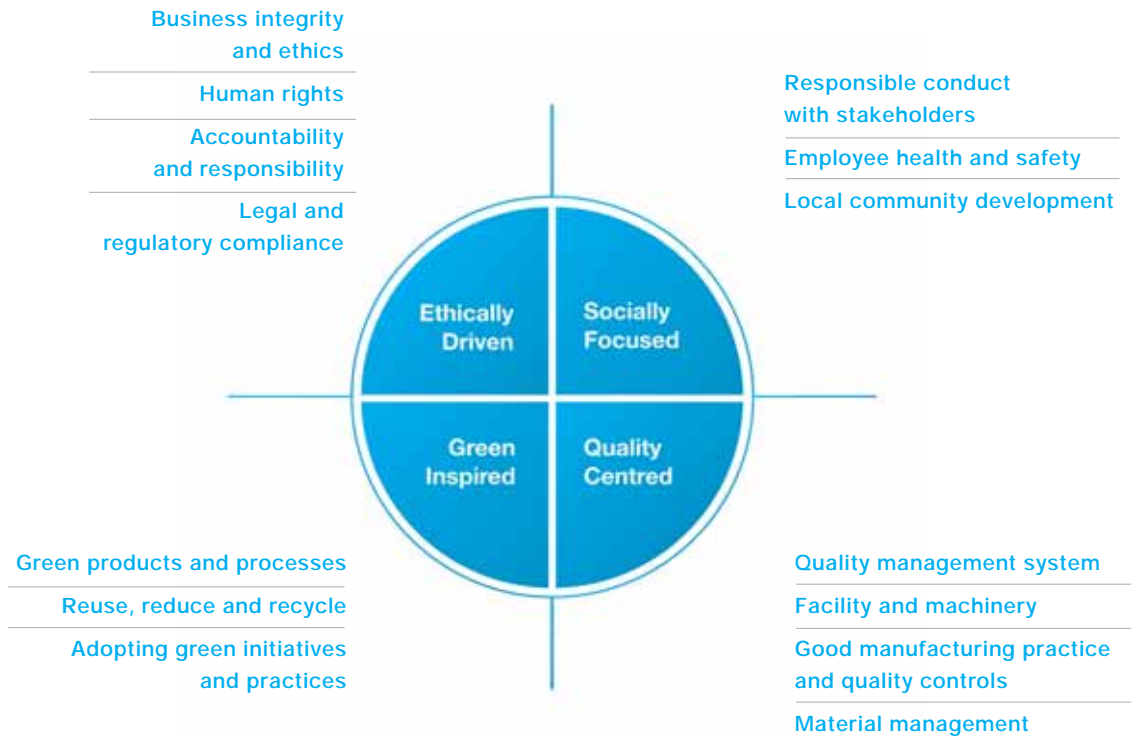 Business integrity
and ethics
Human rights
Accountability
and responsibility
Legal and
regulatory compliance
Responsible conduct
with stakeholders
Employee health and safety
Local community development
Ethically
Driven
Socially
Focused
Green
Inspired
Quality
Centred
Green products and processes
Reuse, reduce and recycle
Adopting green initiatives
and practices
Quality management system
Facility and machinery
Good manufacturing practice
and quality controls
Material management